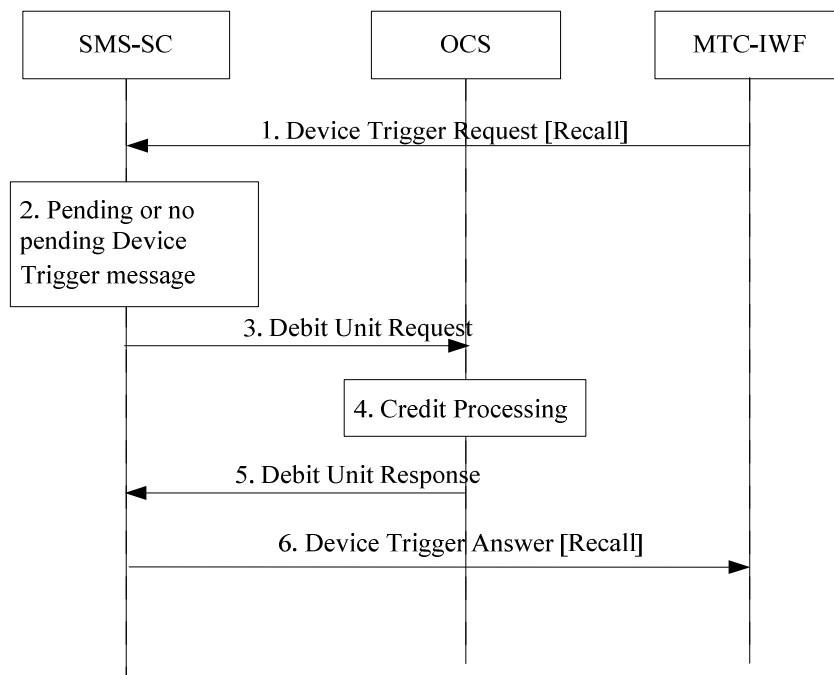 SMS-SC
OCS
MTC-IWF
1. Device Trigger Request [Recall]
2. Pending or no
pending Device
Trigger message
3. Debit Unit Request
4. Credit Processing
5. Debit Unit Response
6. Device Trigger Answer [Recall]